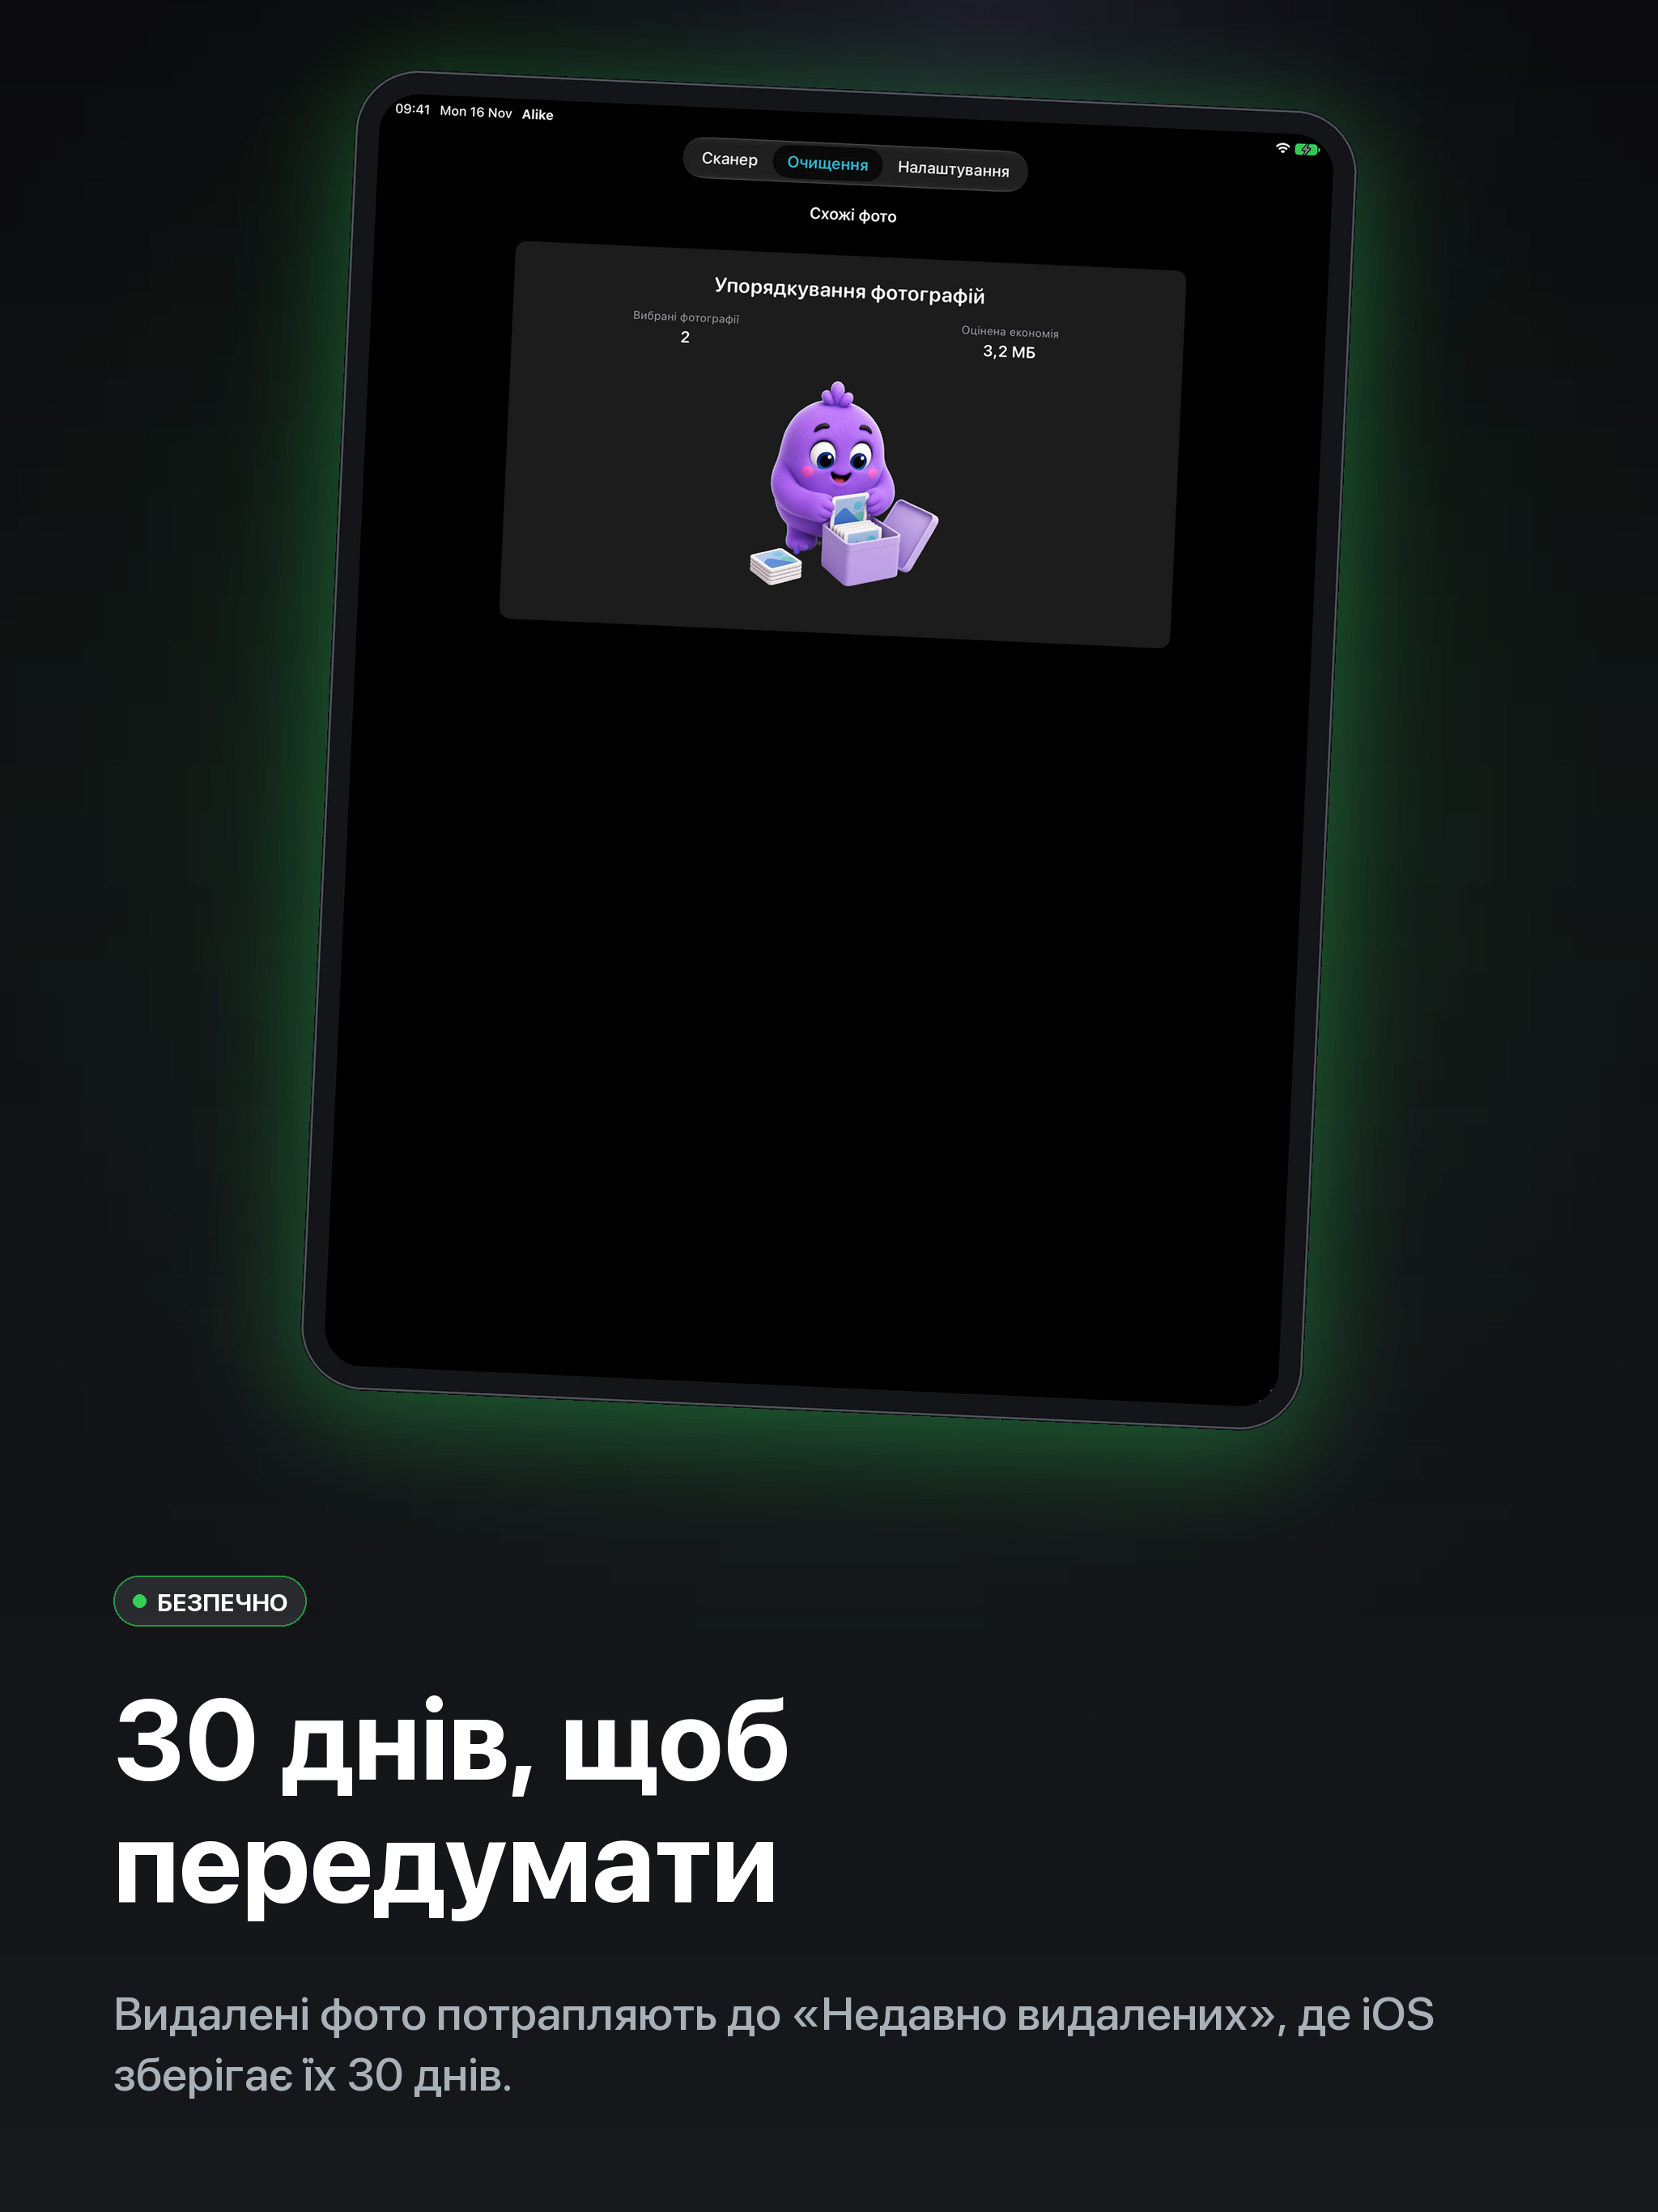 09:41 Mon 16 Nov Alike
Сканер Очищення Налаштування
Схожі фото
Упорядкування фотографій
Вибрані фотографії Оцінена економія
2 3,2 МБ
БЕЗПЕЧНО
30 днів, щоб
передумати
Видалені фото потрапляють до «Недавно видалених», де iOS
зберігає їх 30 днів.